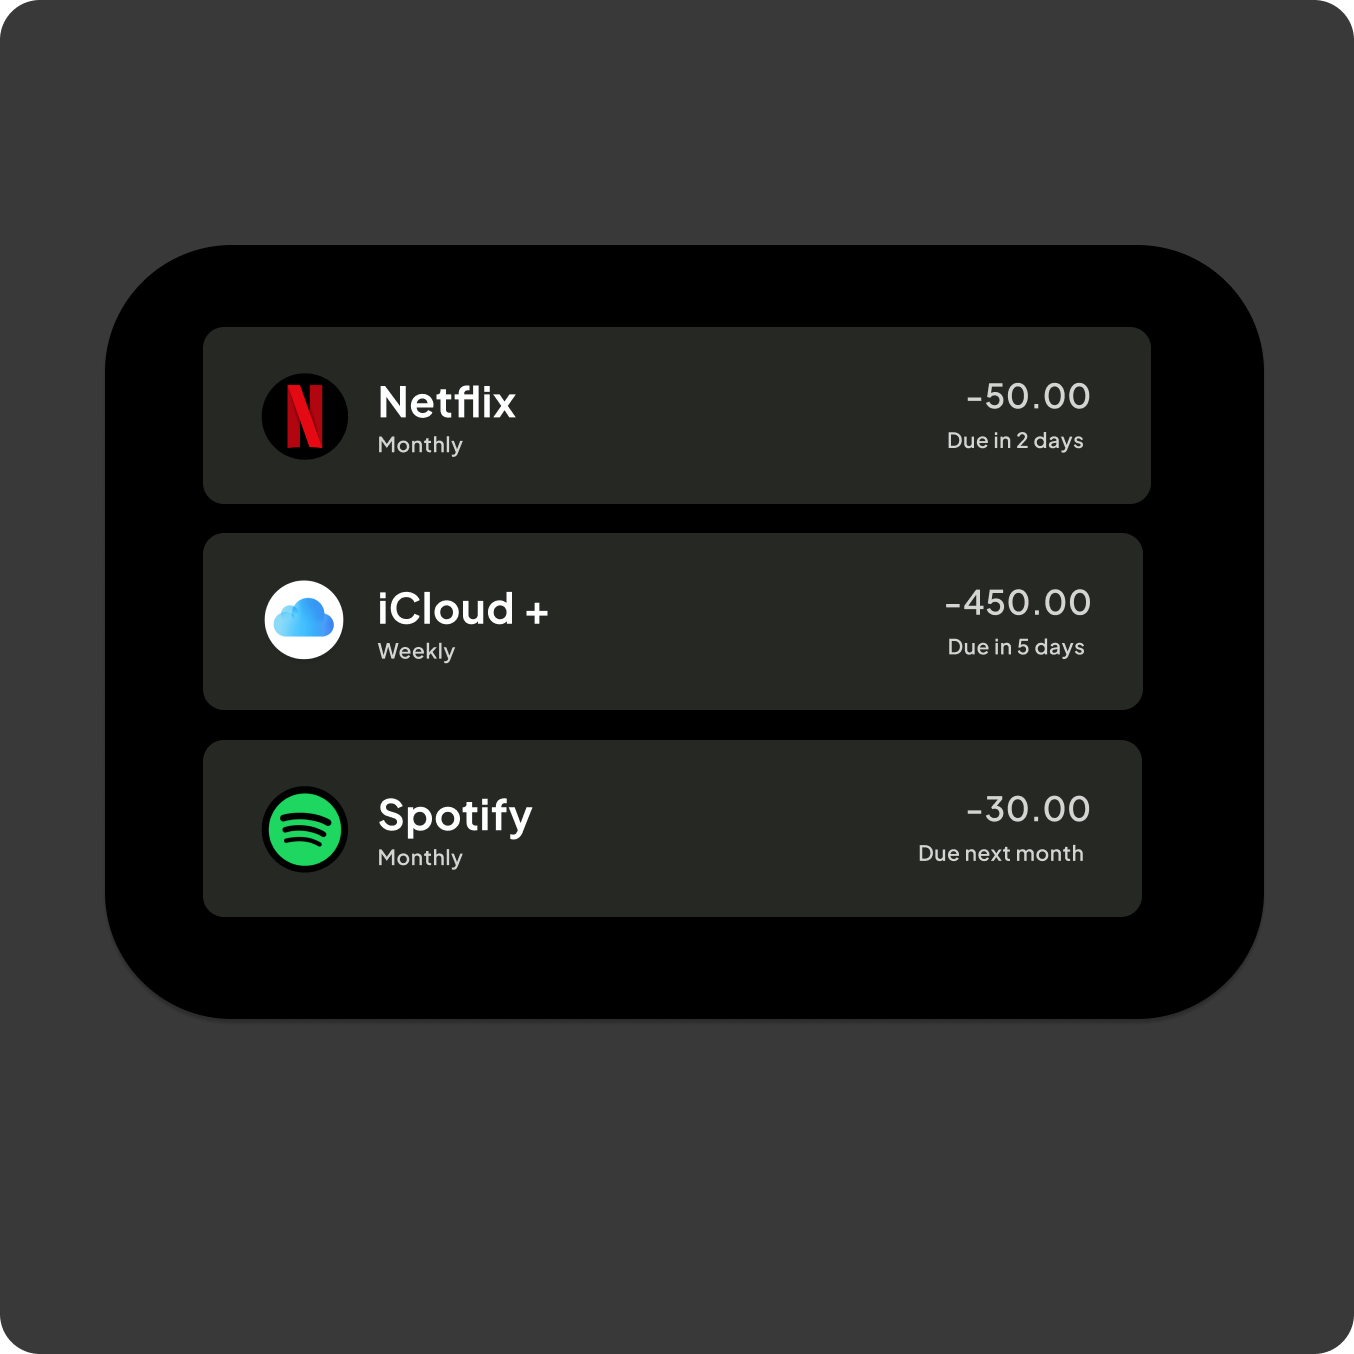 Netflix
Monthly
-50.00
Due in 2 days
iCloud +
Weekly
-450.00
Due in 5 days
Spotify
Monthly
-30.00
Due next month